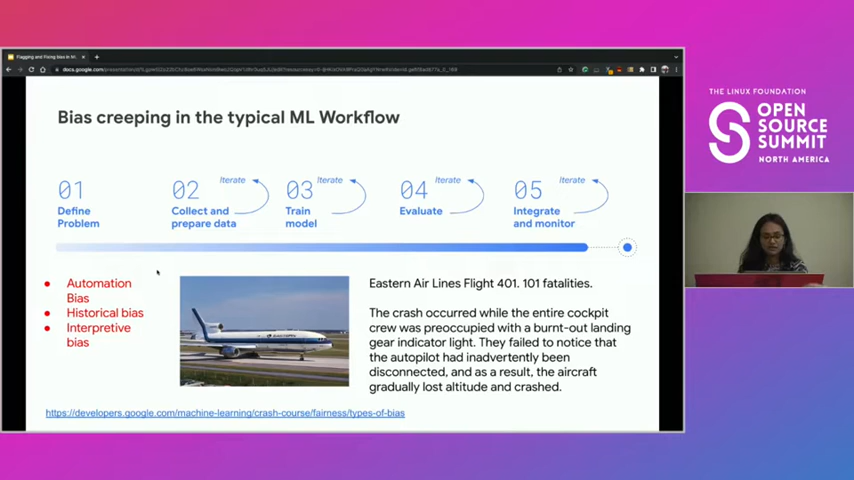 Flagging and Fixing bias in M
docs.google.com
Bias creeping in the typical ML Workflow
01
Define
Problem
02
Collect and
prepare data
Iterate
03
Train
model
Iterate
04
Evaluate
Iterate
05
Integrate
and monitor
Iterate
Automation
Bias
Historical bias
Interpretive
bias
Eastern Air Lines Flight 401. 101 fatalities.
The crash occurred while the entire cockpit
crew was preoccupied with a burnt-out landing
gear indicator light. They failed to notice that
the autopilot had inadvertently been
disconnected, and as a result, the aircraft
gradually lost altitude and crashed.
https://developers.google.com/machine-learning/crash-course/fairness/types-of-bias
THE LINUX FOUNDATION
OPEN
SOURCE
SUMMIT
NORTH AMERICA